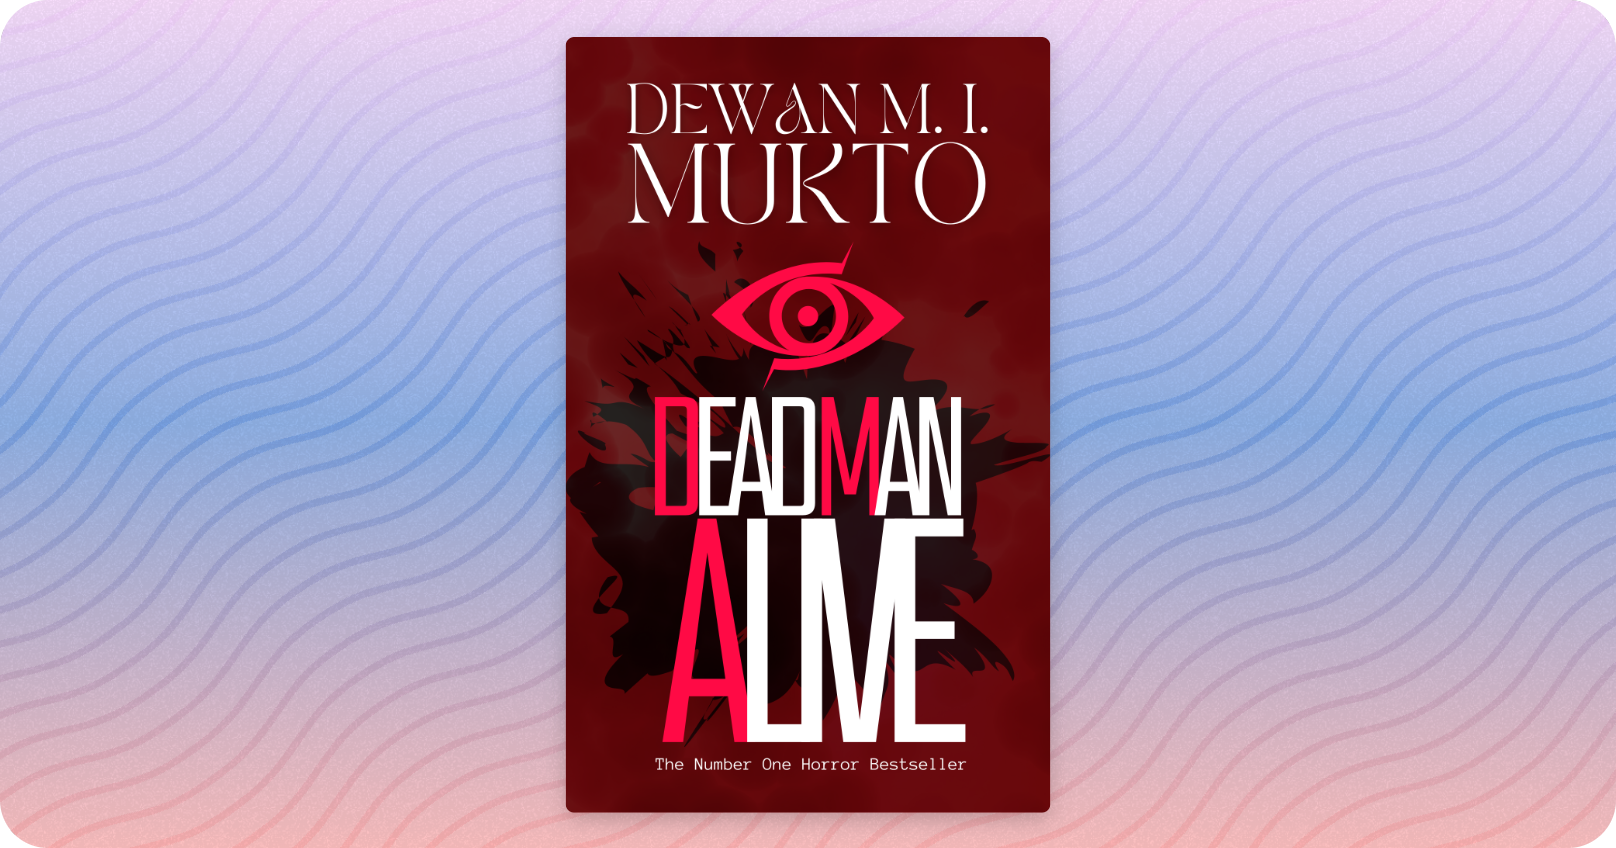 DEWAN M. I.
MUKTO
DEADMAN
ALIVE
The Number One Horror Bestseller